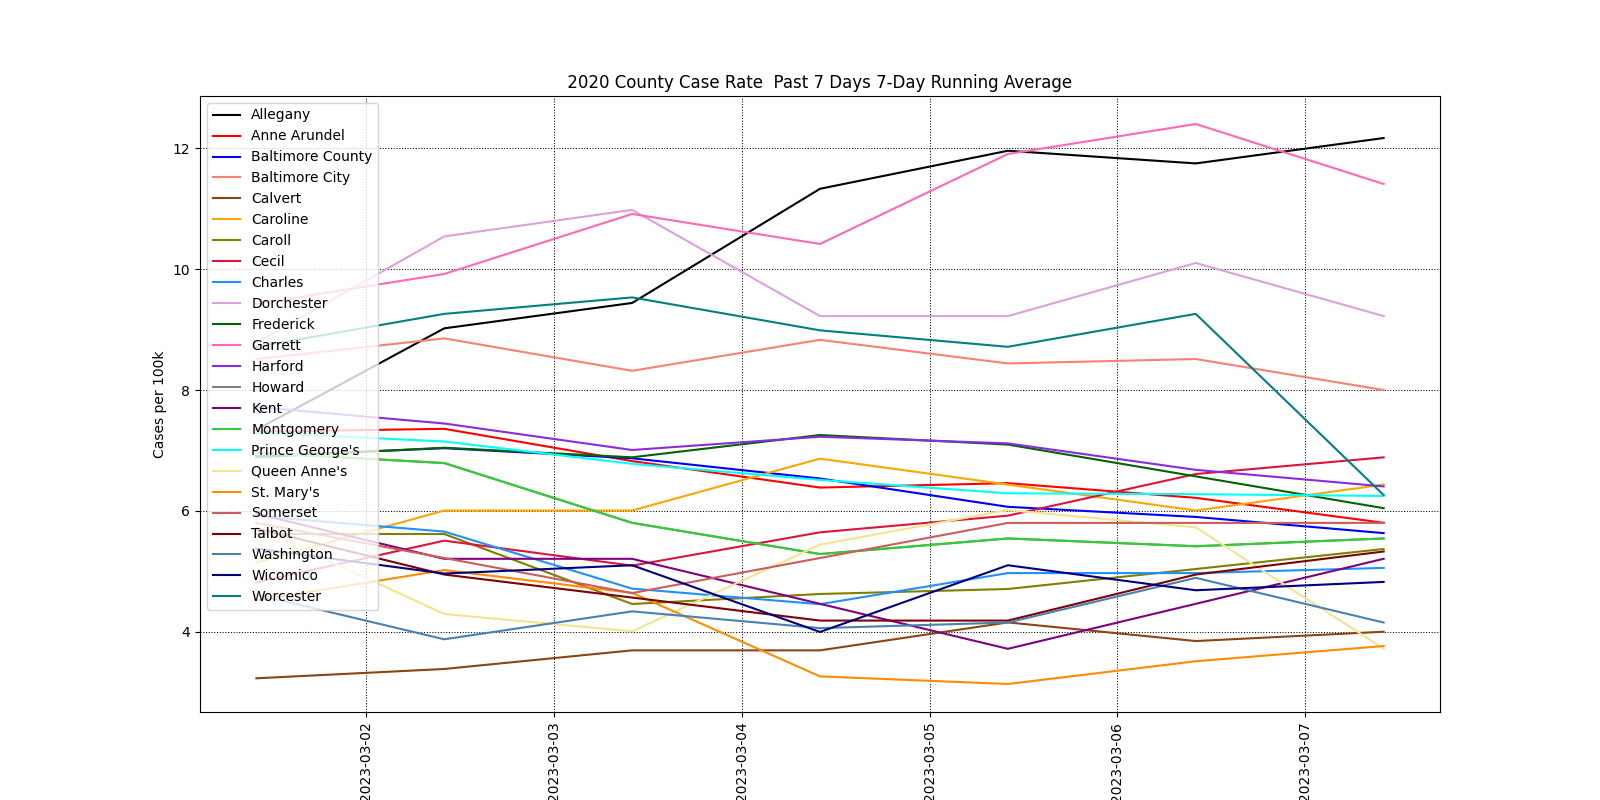 2020 County Case Rate  Past 7 Days 7-Day Running Average
Cases per 100k
12
10
8
6
4
Allegany
Anne Arundel
Baltimore County
Baltimore City
Calvert
Caroline
Caroll
Cecil
Charles
Dorchester
Frederick
Garrett
Harford
Howard
Kent
Montgomery
Prince George's
Queen Anne's
St. Mary's
Somerset
Talbot
Washington
Wicomico
Worcester
2023-03-02
2023-03-03
2023-03-04
2023-03-05
2023-03-06
2023-03-07